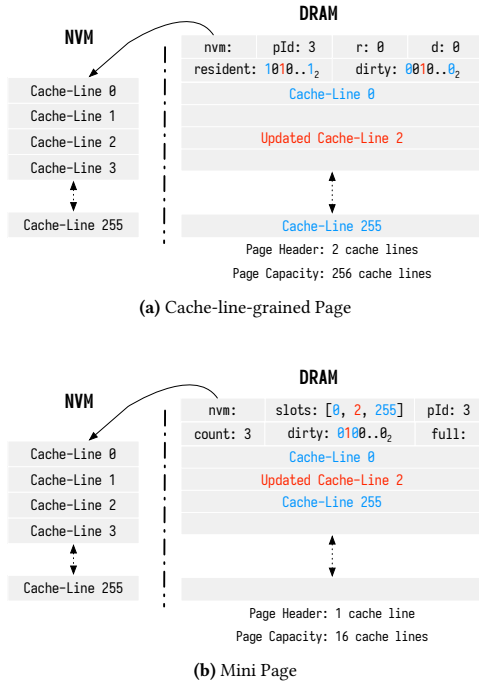 DRAM
NVM
nvm: pId: 3 r: 0 d: 0
resident: 1010..1₂ dirty: 0010..0₂
Cache-Line 0 Cache-Line 0
Cache-Line 1
Cache-Line 2 Updated Cache-Line 2
Cache-Line 3
Cache-Line 255 Cache-Line 255
Page Header: 2 cache lines
Page Capacity: 256 cache lines
(a) Cache-line-grained Page
DRAM
NVM
nvm: slots: [0, 2, 255] pId: 3
count: 3 dirty: 0100..0₂ full:
Cache-Line 0 Cache-Line 0
Cache-Line 1 Updated Cache-Line 2
Cache-Line 2 Cache-Line 255
Cache-Line 3
Cache-Line 255
Page Header: 1 cache line
Page Capacity: 16 cache lines
(b) Mini Page